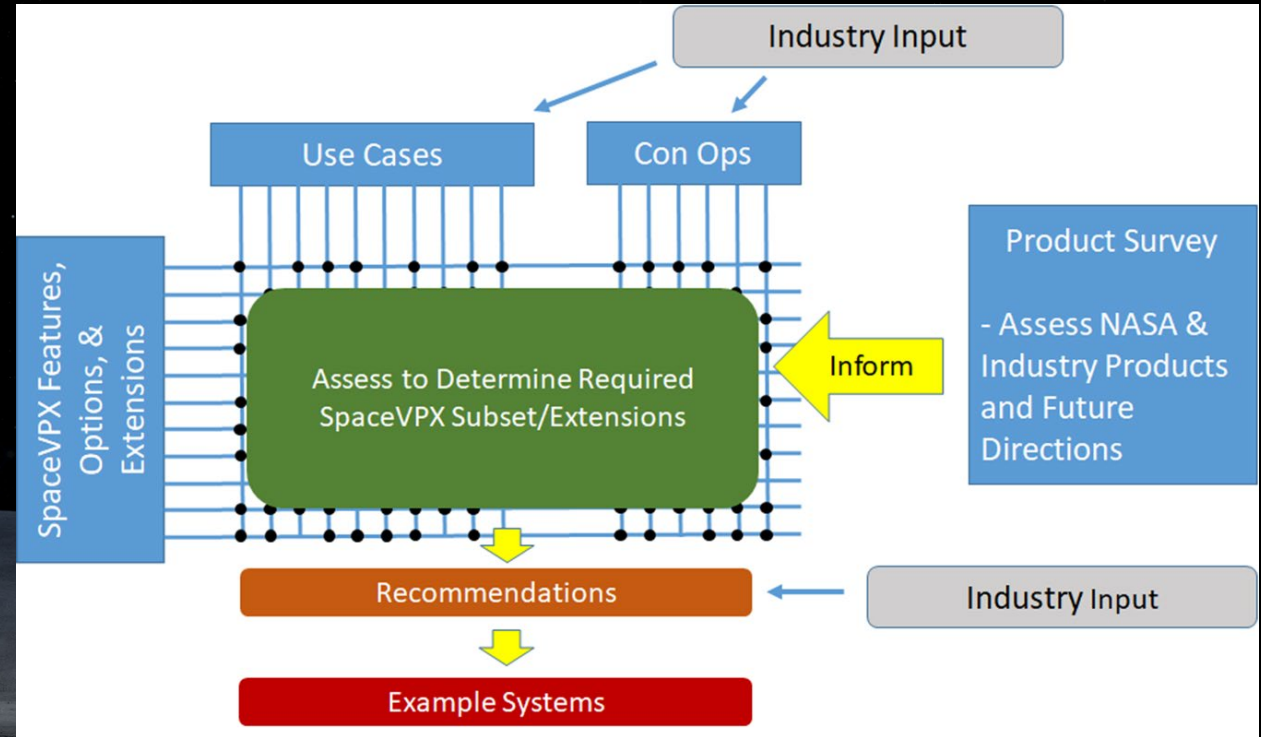 Industry Input
Use Cases
Con Ops
SpaceVPX Features,
Options, &
Extensions
Product Survey
- Assess NASA &
Industry Products
and Future
Directions
Inform
Assess to Determine Required
SpaceVPX Subset/Extensions
Recommendations
Industry Input
Example Systems